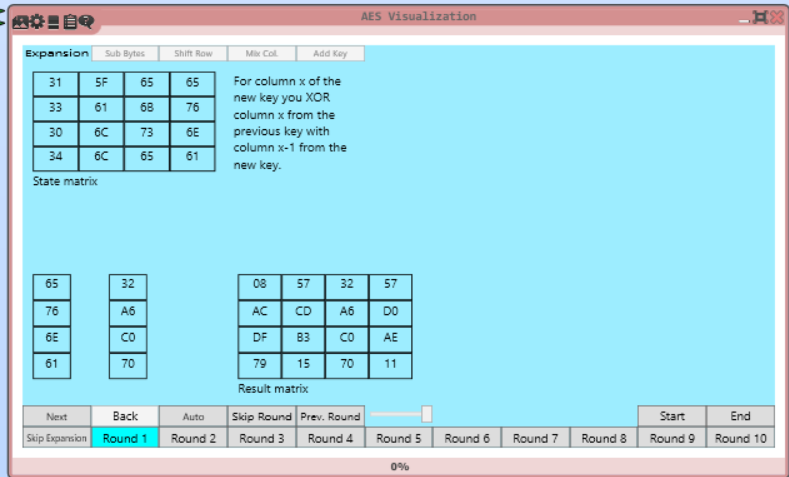 AES Visualization
Expansion Sub Bytes Shift Row Mix Col. Add Key
31 5F 65 65
33 61 6B 76
30 6C 73 6E
34 6C 65 61
State matrix
For column x of the
new key you XOR
column x from the
previous key with
column x-1 from the
new key.
65 32 08 57 32 57
76 A6 AC CD A6 D0
6E C0 DF B3 C0 AE
61 70 79 15 70 11
Result matrix
Next Back Auto Skip Round Prev. Round Start End
Skip Expansion Round 1 Round 2 Round 3 Round 4 Round 5 Round 6 Round 7 Round 8 Round 9 Round 10
0%